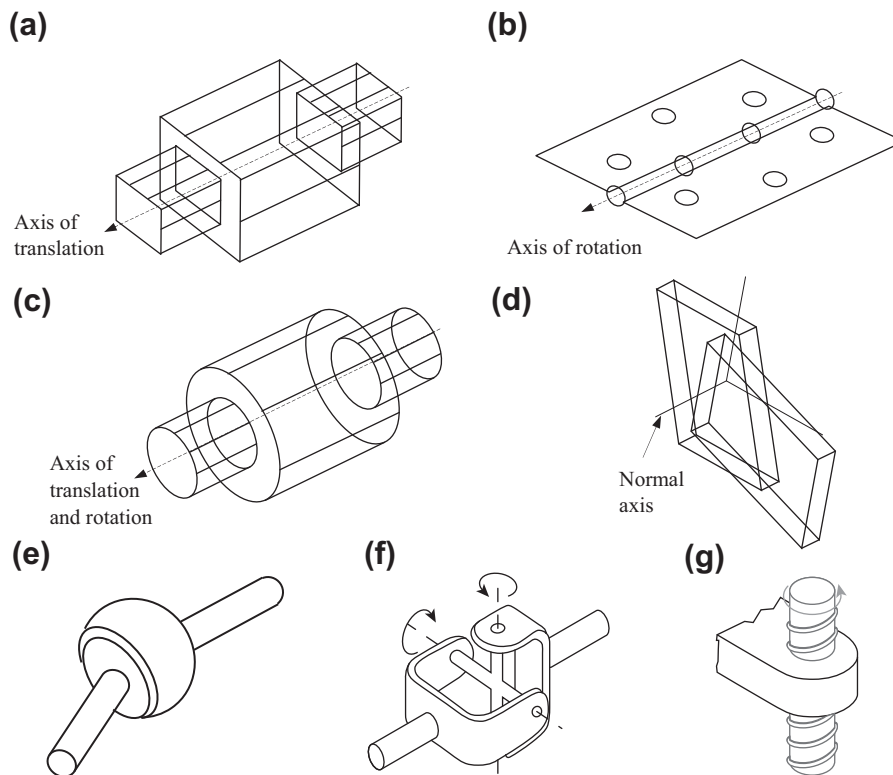 (a)
(b)
Axis of
translation
Axis of rotation
(c)
(d)
Axis of
translation
and rotation
Normal
axis
(e)
(f)
(g)